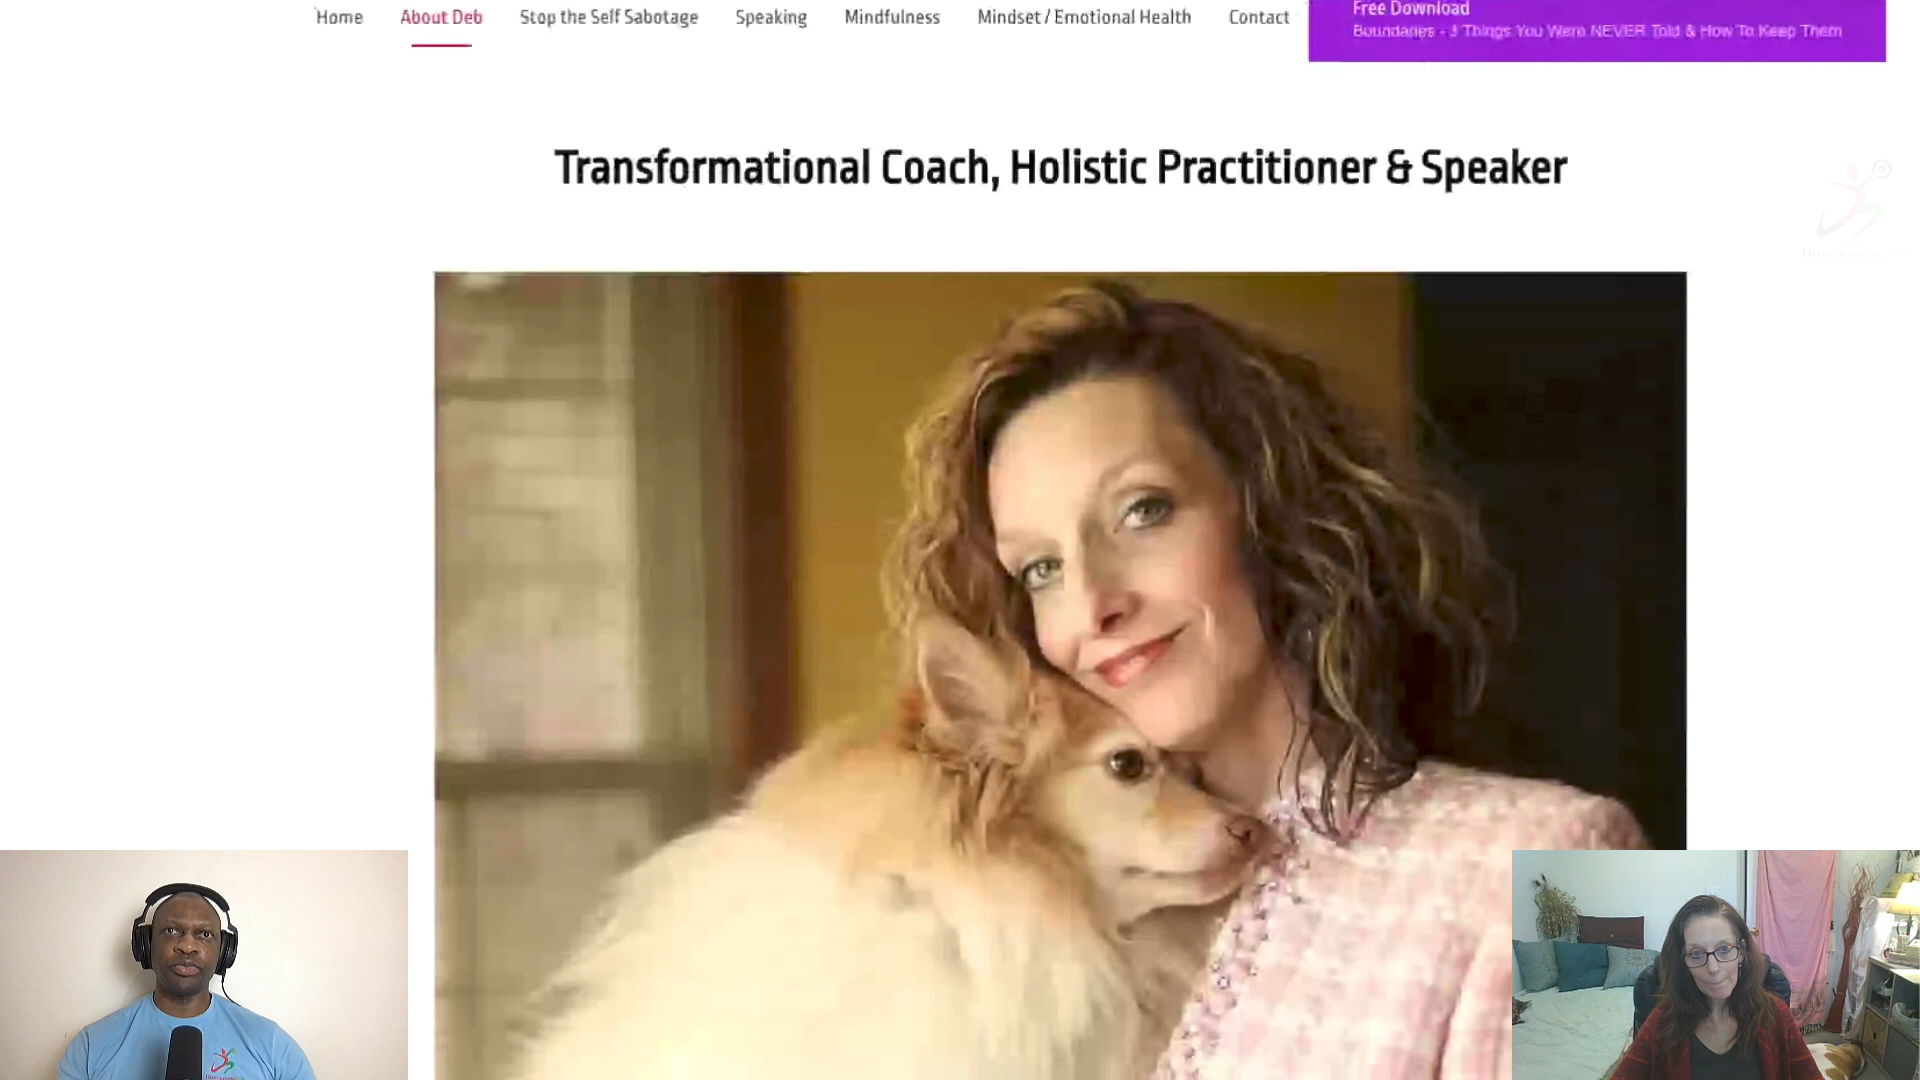 Home About Deb Stop the Self Sabotage Speaking Mindfulness Mindset / Emotional Health Contact
Free Download
Boundaries - 3 Things You Were NEVER Told & How To Keep Them
Transformational Coach, Holistic Practitioner & Speaker